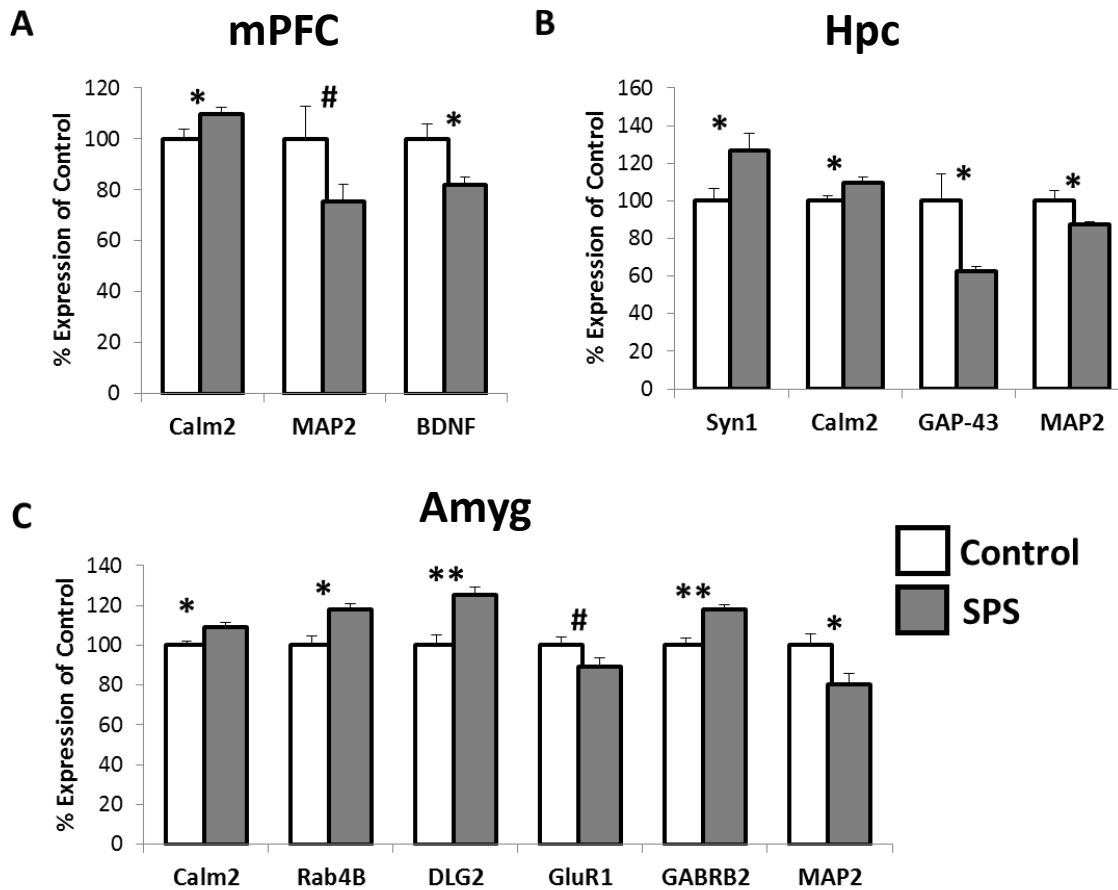 A
mPFC
% Expression of Control
120
100
80
60
40
20
0
*
#
*
Calm2 MAP2 BDNF
B
Hpc
% Expression of Control
160
140
120
100
80
60
40
20
0
*
*
*
*
Syn1 Calm2 GAP-43 MAP2
C
Amyg
% Expression of Control
140
120
100
80
60
40
20
0
*
*
**
#
**
*
Calm2 Rab4B DLG2 GluR1 GABRB2 MAP2
Control
SPS